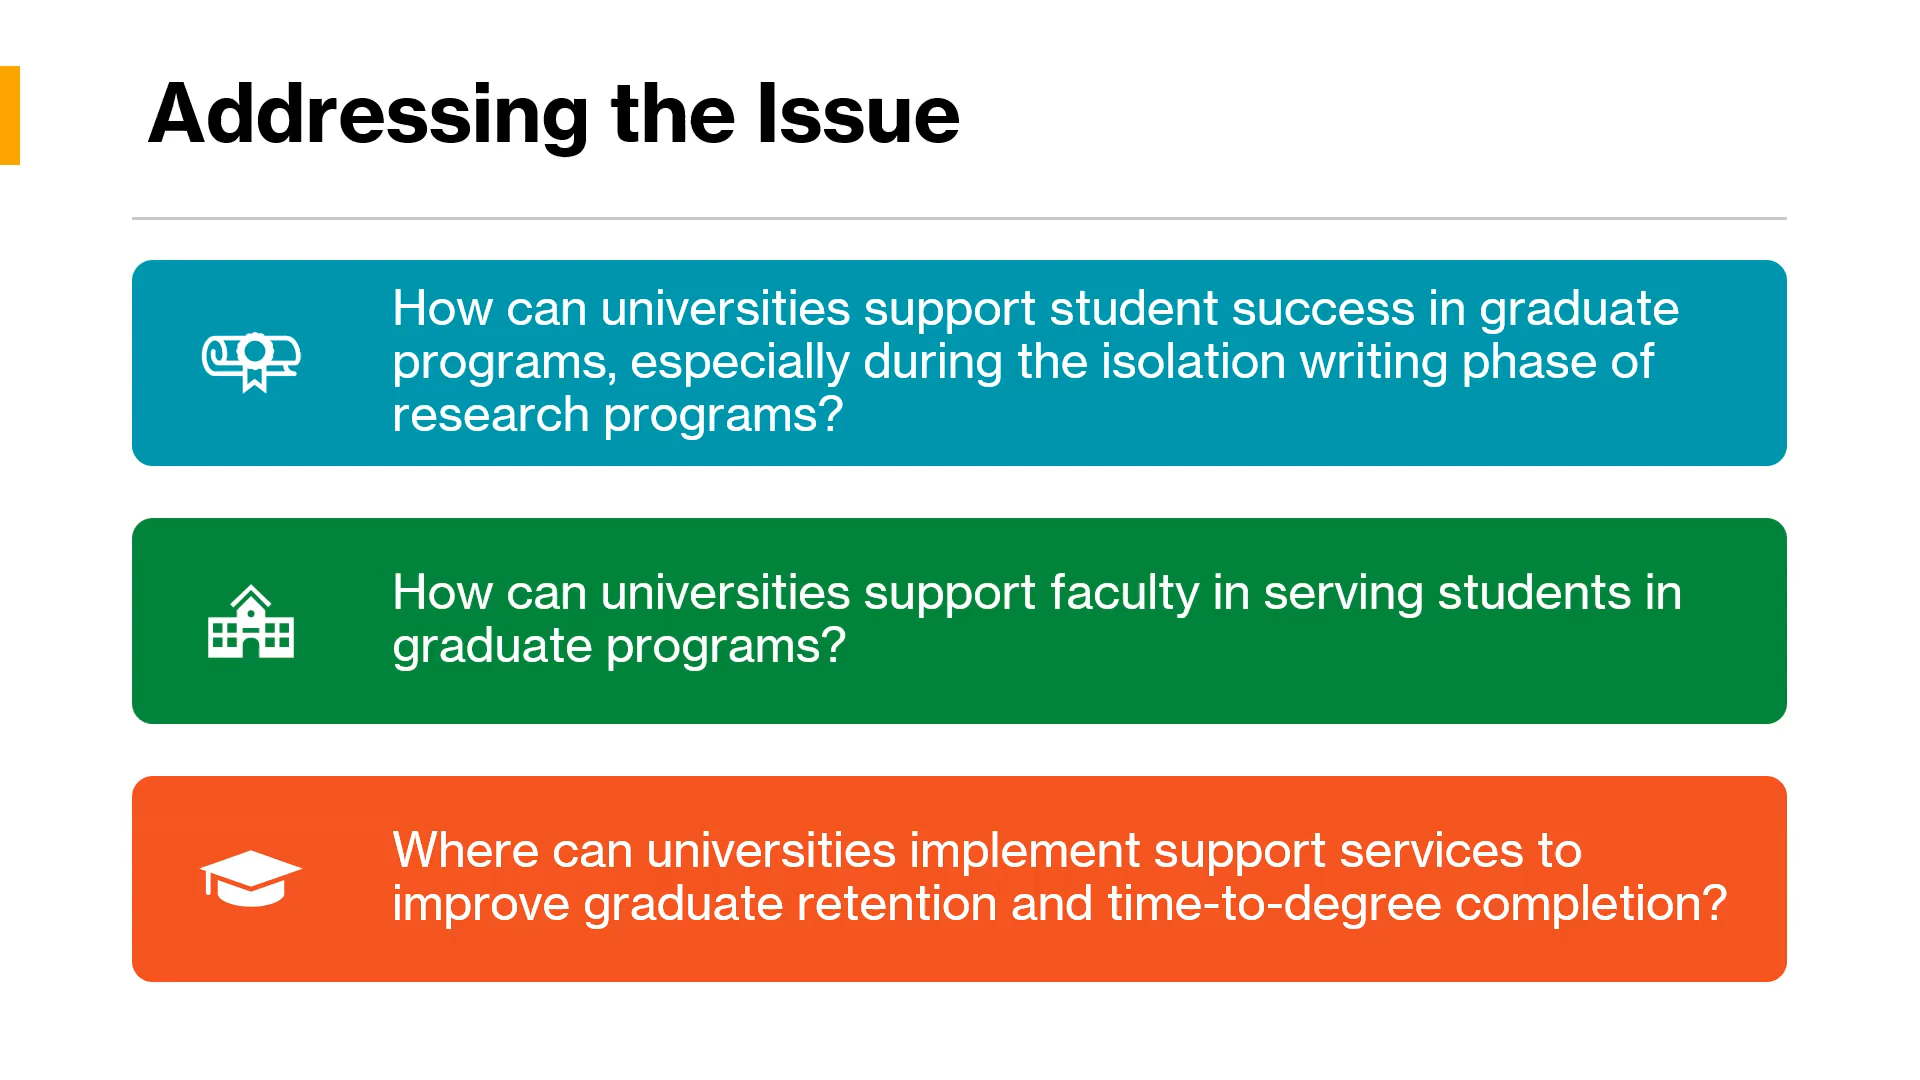 Addressing the Issue
How can universities support student success in graduate
programs, especially during the isolation writing phase of
research programs?
How can universities support faculty in serving students in
graduate programs?
Where can universities implement support services to
improve graduate retention and time-to-degree completion?